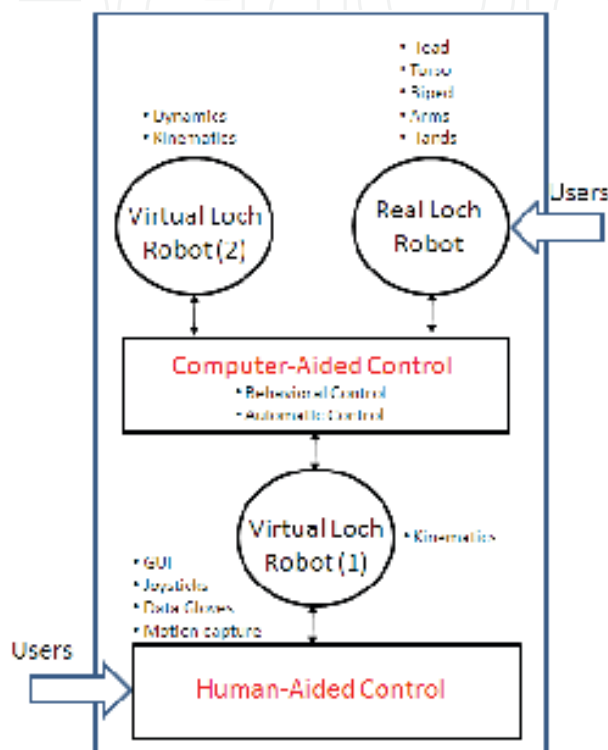 • Head
• Torso
• Biped
• Arms
• Hands
• Dynamics
• Kinematics
Virtual Loch
Robot (2)
Real Loch
Robot
Users
Computer-Aided Control
• Behavioral Control
• Automatic Control
Virtual Loch
Robot (1)
• Kinematics
• GUI
• Joysticks
• Data Gloves
• Motion capture
Users
Human-Aided Control